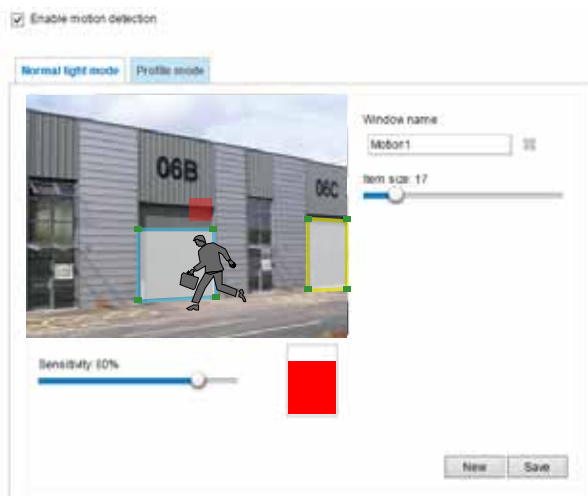 Enable motion detection
Normal light mode
Profile mode
Window name
Motion1
Item size: 17
06B
06C
Sensitivity: 80%
New
Save